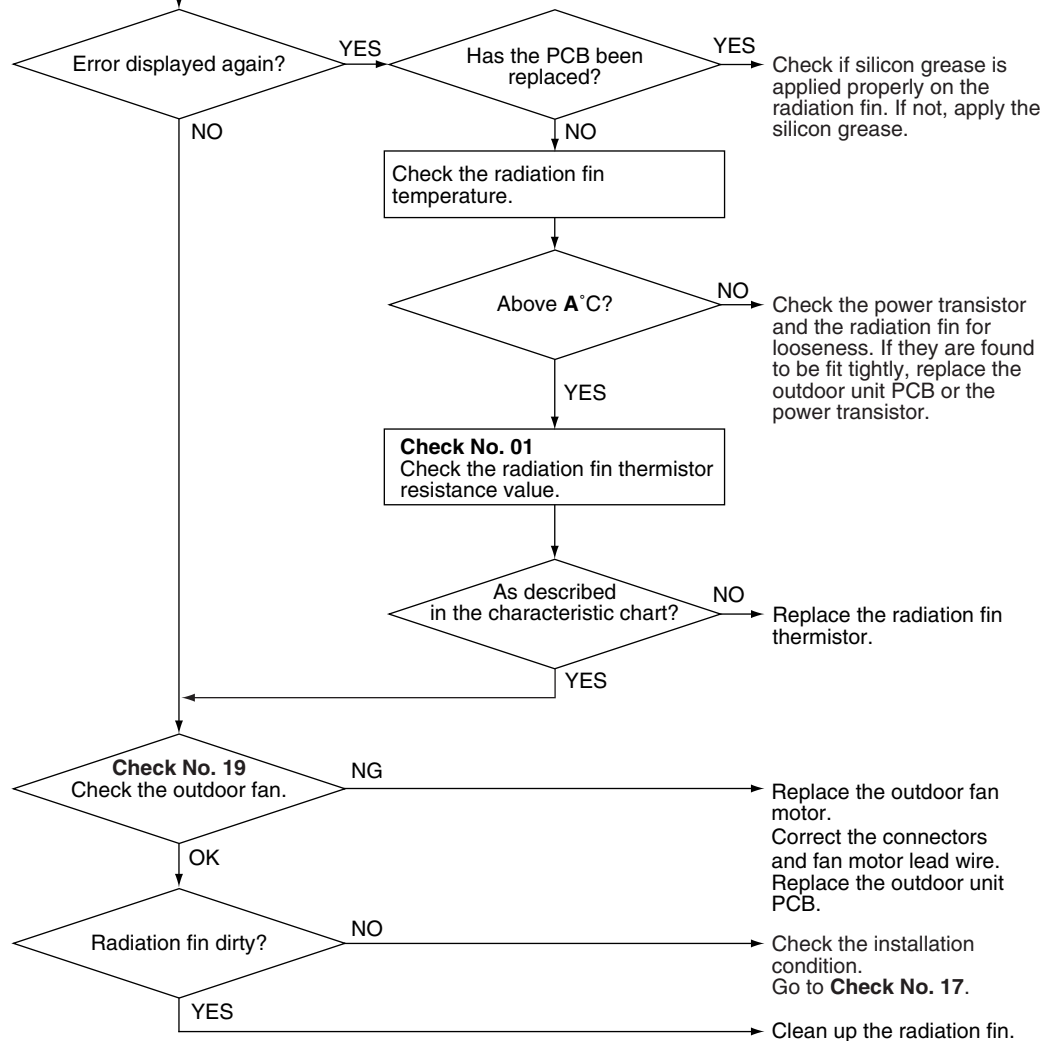 Error displayed again?
YES
Has the PCB been
replaced?
YES
Check if silicon grease is
applied properly on the
radiation fin. If not, apply the
silicon grease.
NO
NO
Check the radiation fin
temperature.
Above A°C?
NO
Check the power transistor
and the radiation fin for
looseness. If they are found
to be fit tightly, replace the
outdoor unit PCB or the
power transistor.
YES
Check No. 01
Check the radiation fin thermistor
resistance value.
As described
in the characteristic chart?
NO
Replace the radiation fin
thermistor.
YES
Check No. 19
Check the outdoor fan.
NG
Replace the outdoor fan
motor.
Correct the connectors
and fan motor lead wire.
Replace the outdoor unit
PCB.
OK
Radiation fin dirty?
NO
Check the installation
condition.
Go to Check No. 17.
YES
Clean up the radiation fin.